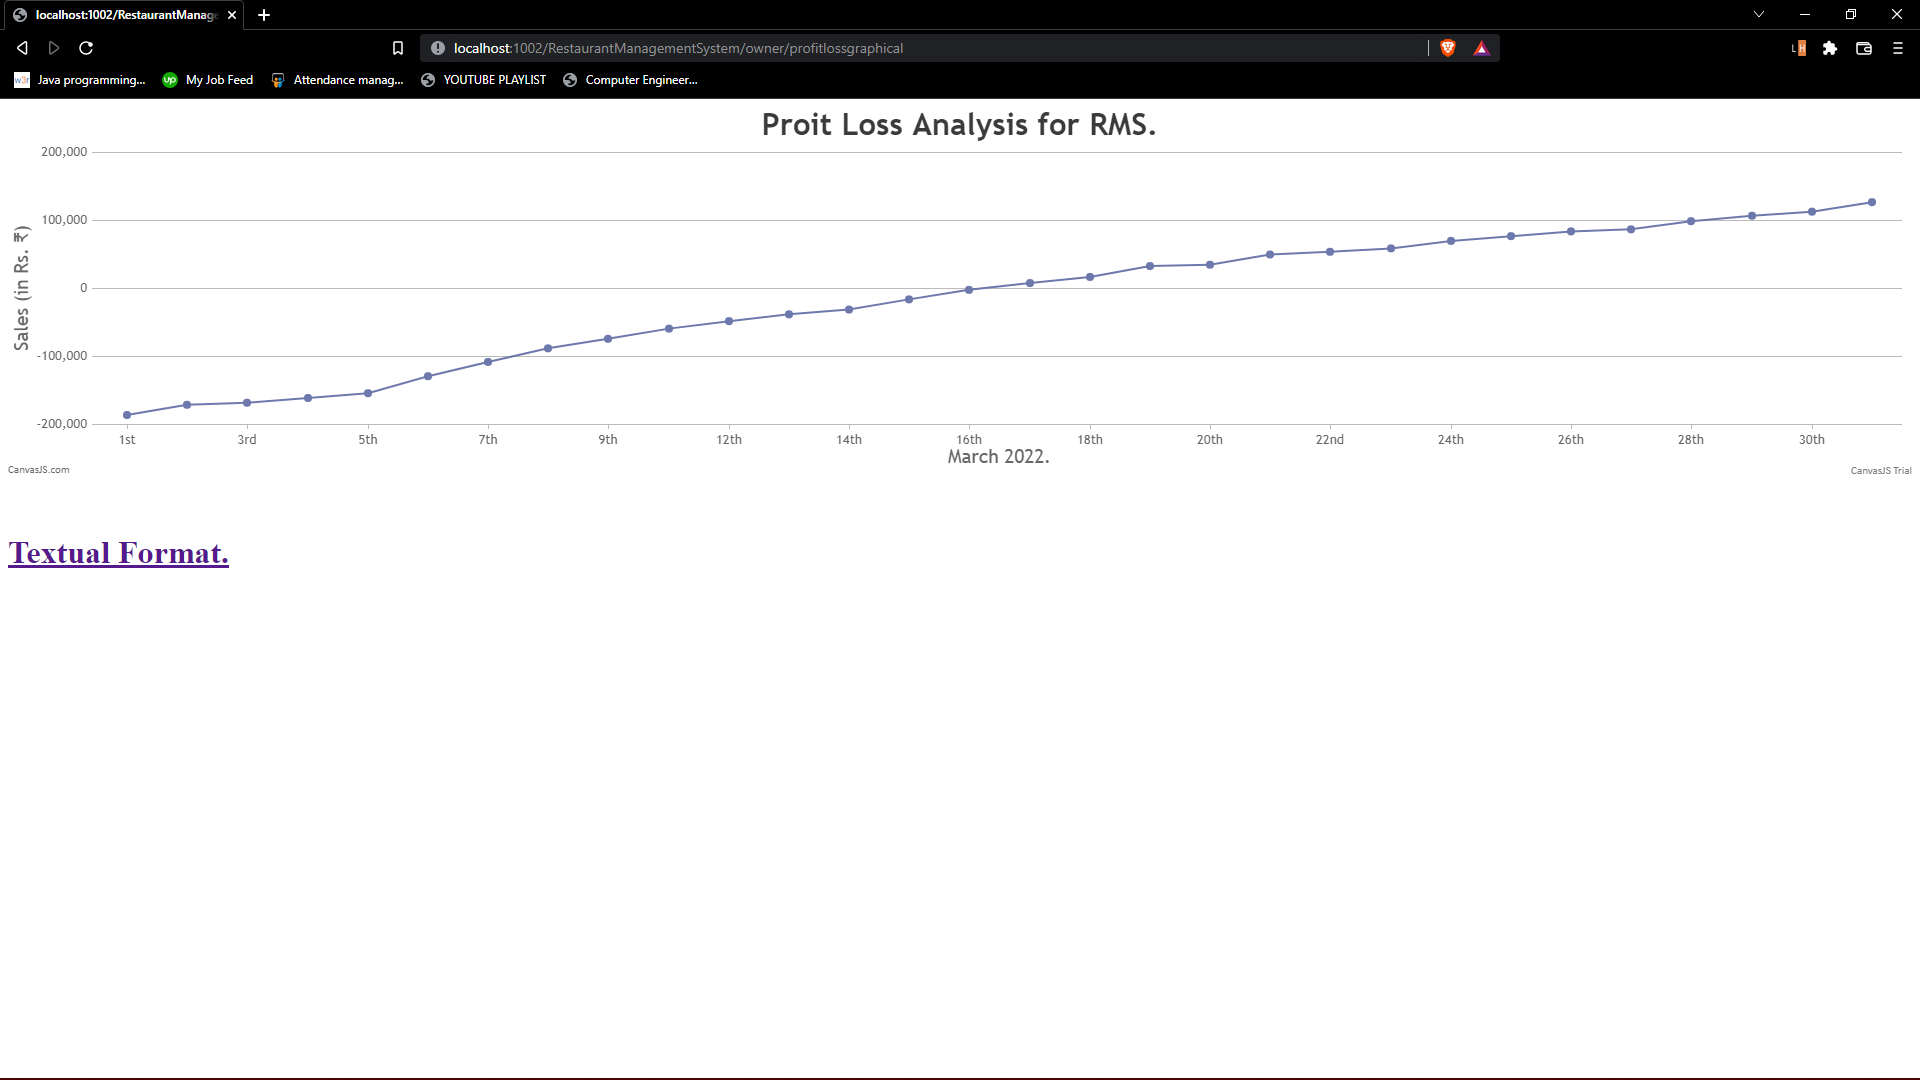 localhost:1002/RestaurantManage
localhost:1002/RestaurantManagementSystem/owner/profitlossgraphical
L H
w3r Java programming... up My Job Feed Attendance manag... YOUTUBE PLAYLIST Computer Engineer...
Proit Loss Analysis for RMS.
Sales (in Rs. ₹)
200,000
100,000
0
-100,000
-200,000
1st 3rd 5th 7th 9th 12th 14th 16th 18th 20th 22nd 24th 26th 28th 30th
March 2022.
CanvasJS.com CanvasJS Trial
Textual Format.